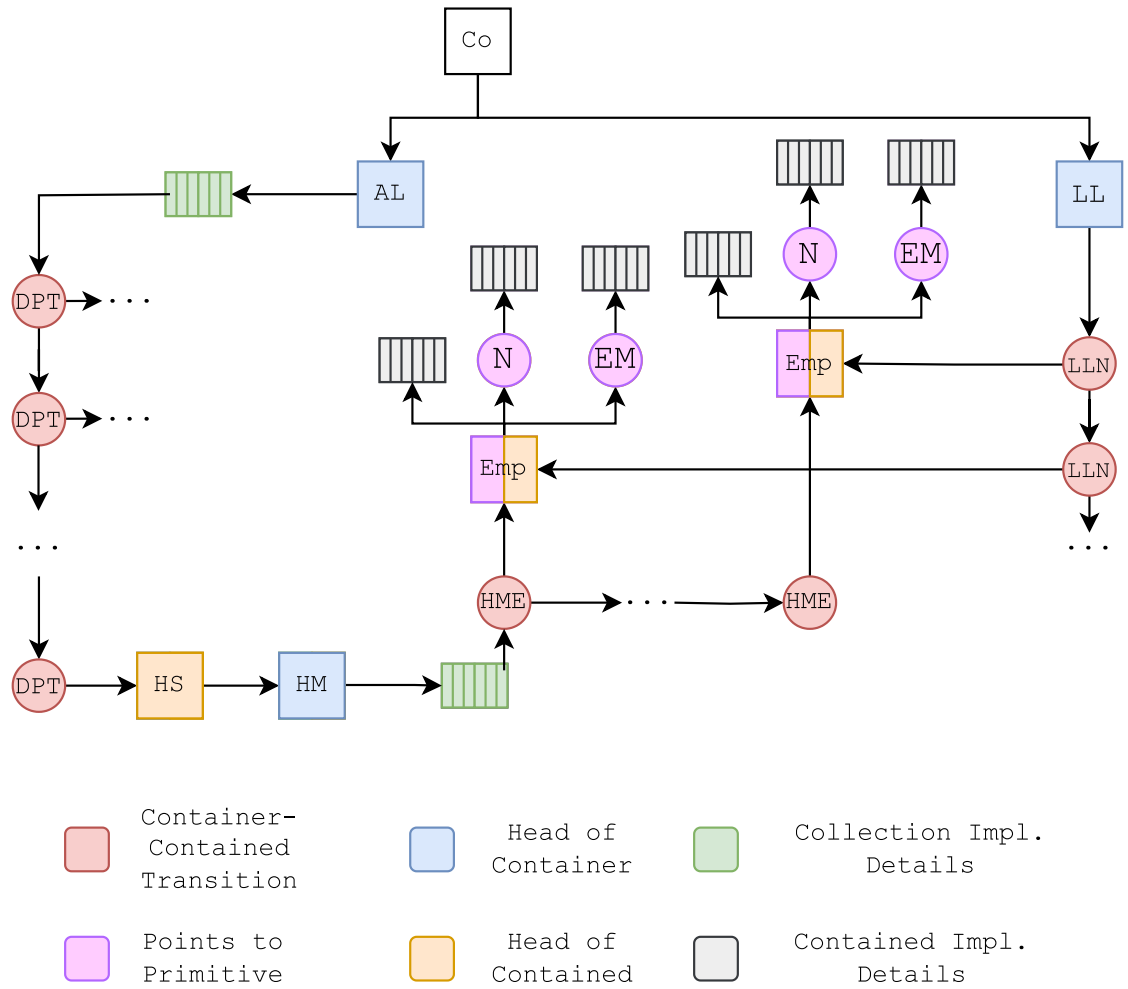 Co
AL
LL
N
EM
DPT
...
N
EM
Emp
LLN
DPT
...
Emp
LLN
...
...
HME
...
HME
DPT
HS
HM
Container-
Contained
Transition
Head of
Container
Collection Impl.
Details
Points to
Primitive
Head of
Contained
Contained Impl.
Details